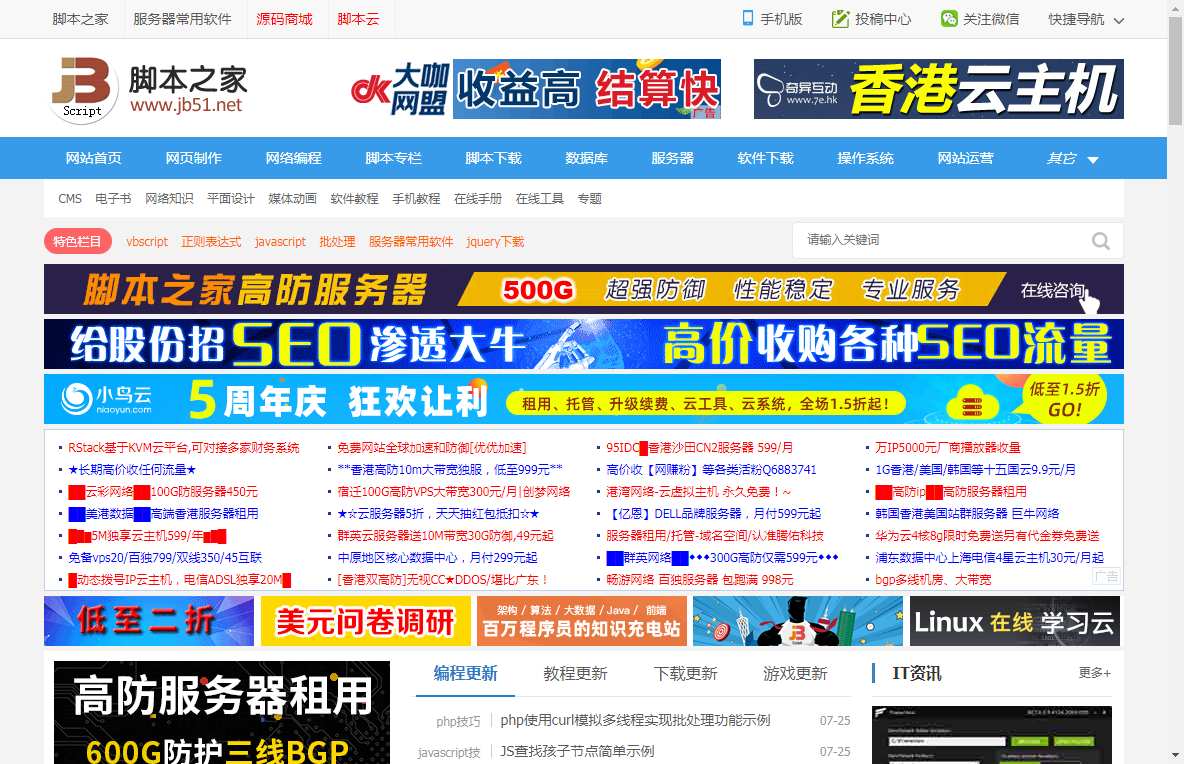 脚本之家 服务器常用软件 源码商城 脚本云 手机版 投稿中心 关注微信 快捷导航
JB Script 脚本之家 www.jb51.net
dk 大咖网盟 收益高 结算快 广告
奇异互动 www.7e.hk 香港云主机
网站首页 网页制作 网络编程 脚本专栏 脚本下载 数据库 服务器 软件下载 操作系统 网站运营 其它
CMS 电子书 网络知识 平面设计 媒体动画 软件教程 手机教程 在线手册 在线工具 专题
特色栏目 vbscript 正则表达式 javascript 批处理 服务器常用软件 jquery下载 请输入关键词
脚本之家高防服务器 500G 超强防御 性能稳定 专业服务 在线咨询
给股份招SEO渗透大牛 高价收购各种SEO流量
小鸟云 niaoyun.com 5周年庆 狂欢让利 租用、托管、升级续费、云工具、云系统，全场1.5折起！ 低至1.5折 GO!
RStack基于KVM云平台,可对接多家财务系统 免费网站全球加速和防御[优优加速] 95IDC█香港沙田CN2服务器 599/月 万IP5000元厂商播放器收量
★长期高价收任何流量★ **香港高防10m大带宽独服，低至999元** 高价收【网赚粉】等各类活粉Q6883741 1G香港/美国/韩国等十五国云9.9元/月
██云彩网络██100G防服务器450元 宿迁100G高防VPS大带宽300元/月|创梦网络 港湾网络-云虚拟主机 永久免费！~ ██高防ip██高防服务器租用
██美港数据██高端香港服务器租用 ★☆云服务器5折，天天抽红包抵扣☆★ 【亿恩】DELL品牌服务器，月付599元起 韩国香港美国站群服务器 巨牛网络
█▇▆5M独享云主机599/年▆▇█ 群英云服务器送10M带宽30G防御,49元起 服务器租用/托管-域名空间/认准腾佑科技 华为云4核8g限时免费送另有代金券免费送
免备vps20/百独799/双线350/45互联 中原地区核心数据中心，月付299元起 ██群英网络██◆◆◆300G高防仅需599元◆◆◆ 浦东数据中心上海电信4星云主机30元/月起
█动态拨号IP云主机，电信ADSL独享20M█ [香港双高防]无视CC★DDOS/堪比广东！ 畅游网络 百独服务器 包跑满 998元 bgp多线机房、大带宽 广告
低至二折 美元问卷调研 架构 / 算法 / 大数据 / Java / 前端 百万程序员的知识充电站 JB Script Linux 在线 学习云
高防服务器租用
600G防护三线BGP
编程更新 教程更新 下载更新 游戏更新 IT资讯 更多+
php技巧 php使用curl模拟多线程实现批处理功能示例 07-25
javascript JS查找孩子节点简单示例 07-25